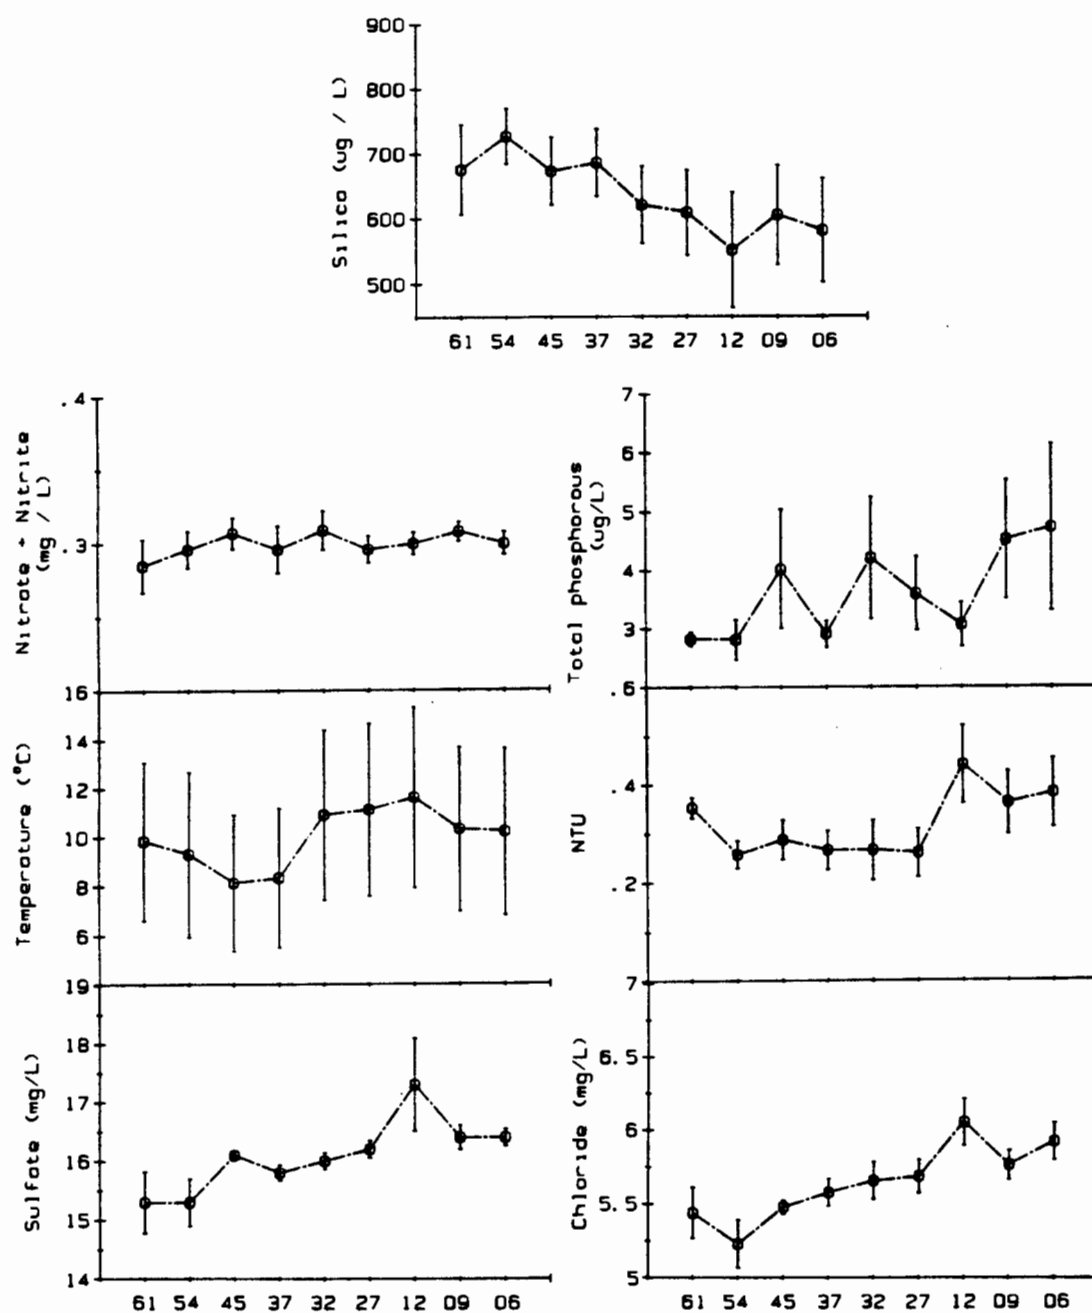 900
800
700
600
500
Silica (ug / L)
61 54 45 37 32 27 12 09 06
.4
.3
Nitrate + Nitrite
(mg / L)
7
6
5
4
3
Total phosphorous
(ug/L)
16
14
12
10
8
6
Temperature (°C)
.6
.4
.2
NTU
19
18
17
16
15
14
Sulfate (mg/L)
61 54 45 37 32 27 12 09 06
7
6.5
6
5.5
5
Chloride (mg/L)
61 54 45 37 32 27 12 09 06